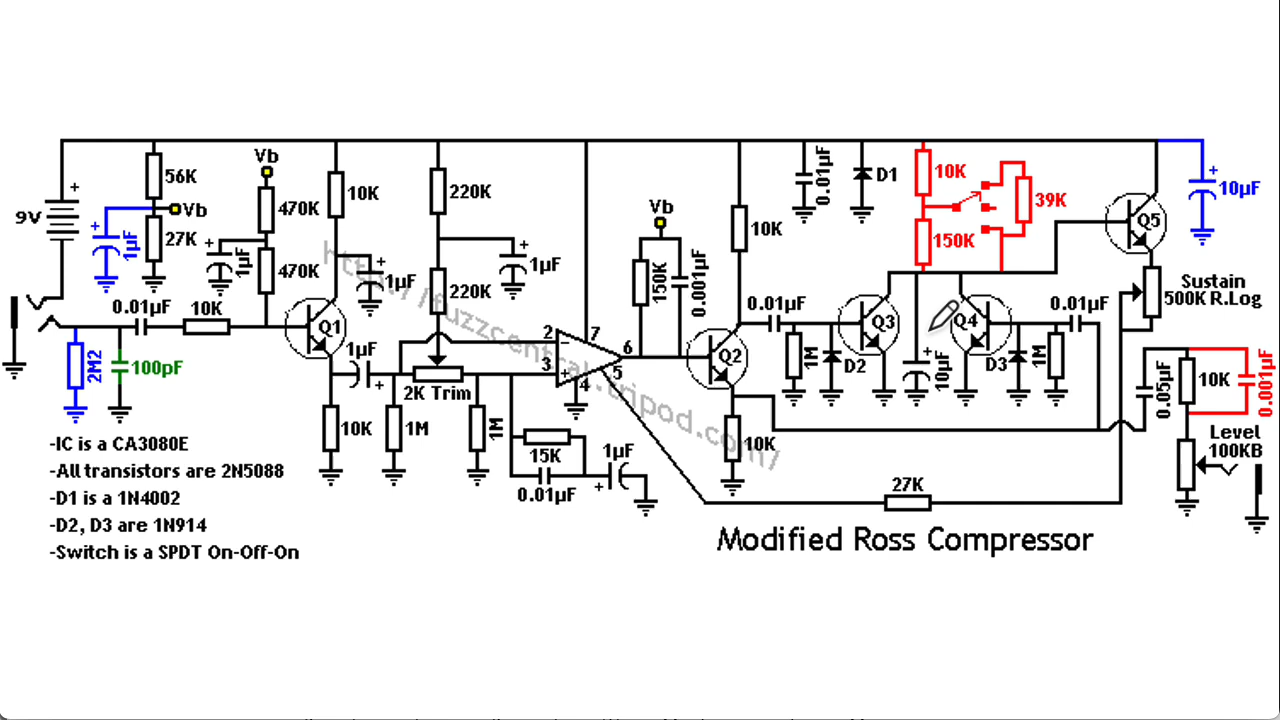 Vb
56K
9V
+
Vb
27K
+
1µF
470K
+
1µF
470K
10K
+
1µF
220K
220K
+
1µF
http://fuzzcentral.tripod.com/
0.01µF
10K
Q1
2M2
100pF
1µF
+
10K
1M
2K Trim
1M
15K
0.01µF
1µF
+
2
3
7
6
5
4
−
+
Vb
150K
0.001µF
10K
Q2
10K
0.01µF
D1
0.01µF
1M
D2
Q3
10K
150K
39K
+
10µF
Q4
D3
1M
0.01µF
Q5
+
10µF
Sustain
500K R.Log
27K
0.05µF
10K
0.001µF
Level
100KB
-IC is a CA3080E
-All transistors are 2N5088
-D1 is a 1N4002
-D2, D3 are 1N914
-Switch is a SPDT On-Off-On
Modified Ross Compressor